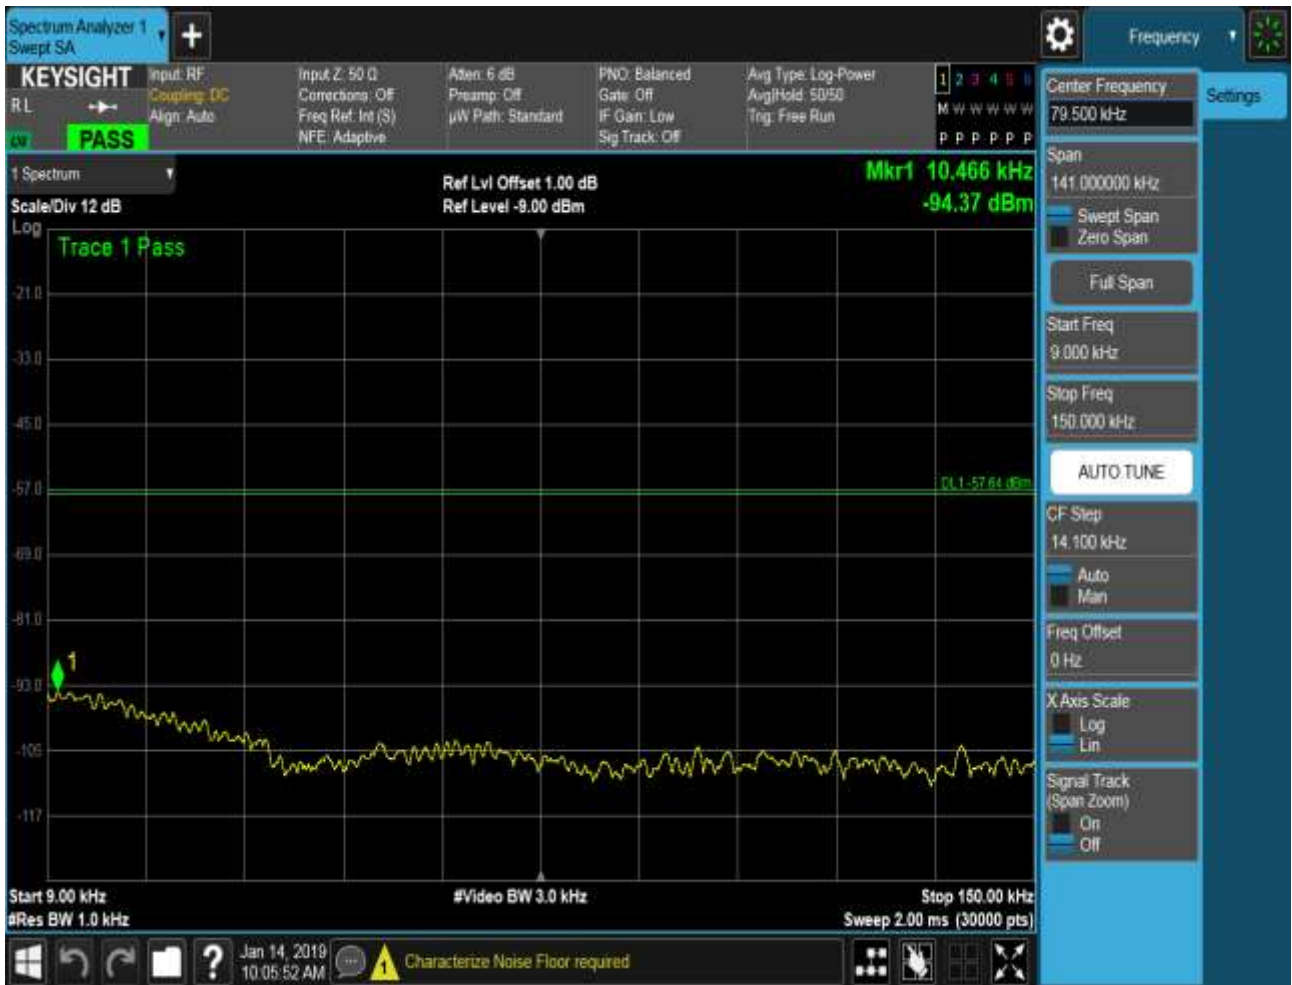 Spectrum Analyzer 1
Swept SA
+
Frequency
KEYSIGHT
R L
PASS
Input: RF
Coupling: DC
Align: Auto
Input Z: 50 Ω
Corrections: Off
Freq Ref: Int (S)
NFE: Adaptive
Atten: 6 dB
Preamp: Off
µW Path: Standard
PNO: Balanced
Gate: Off
IF Gain: Low
Sig Track: Off
Avg Type: Log-Power
Avg|Hold: 50/50
Trig: Free Run
1 2 3 4 5 6
M W W W W W
P P P P P P
1 Spectrum
Scale/Div 12 dB
Ref Lvl Offset 1.00 dB
Ref Level -9.00 dBm
Mkr1 10.466 kHz
-94.37 dBm
Log
Trace 1 Pass
-21.0
-33.0
-45.0
-57.0
DL1 -57.64 dBm
-69.0
-81.0
1
-93.0
-105
-117
Start 9.00 kHz
#Video BW 3.0 kHz
Stop 150.00 kHz
#Res BW 1.0 kHz
Sweep 2.00 ms (30000 pts)
Center Frequency
79.500 kHz
Settings
Span
141.000000 kHz
Swept Span
Zero Span
Full Span
Start Freq
9.000 kHz
Stop Freq
150.000 kHz
AUTO TUNE
CF Step
14.100 kHz
Auto
Man
Freq Offset
0 Hz
X Axis Scale
Log
Lin
Signal Track
(Span Zoom)
On
Off
?
Jan 14, 2019
10:05:52 AM
1
Characterize Noise Floor required